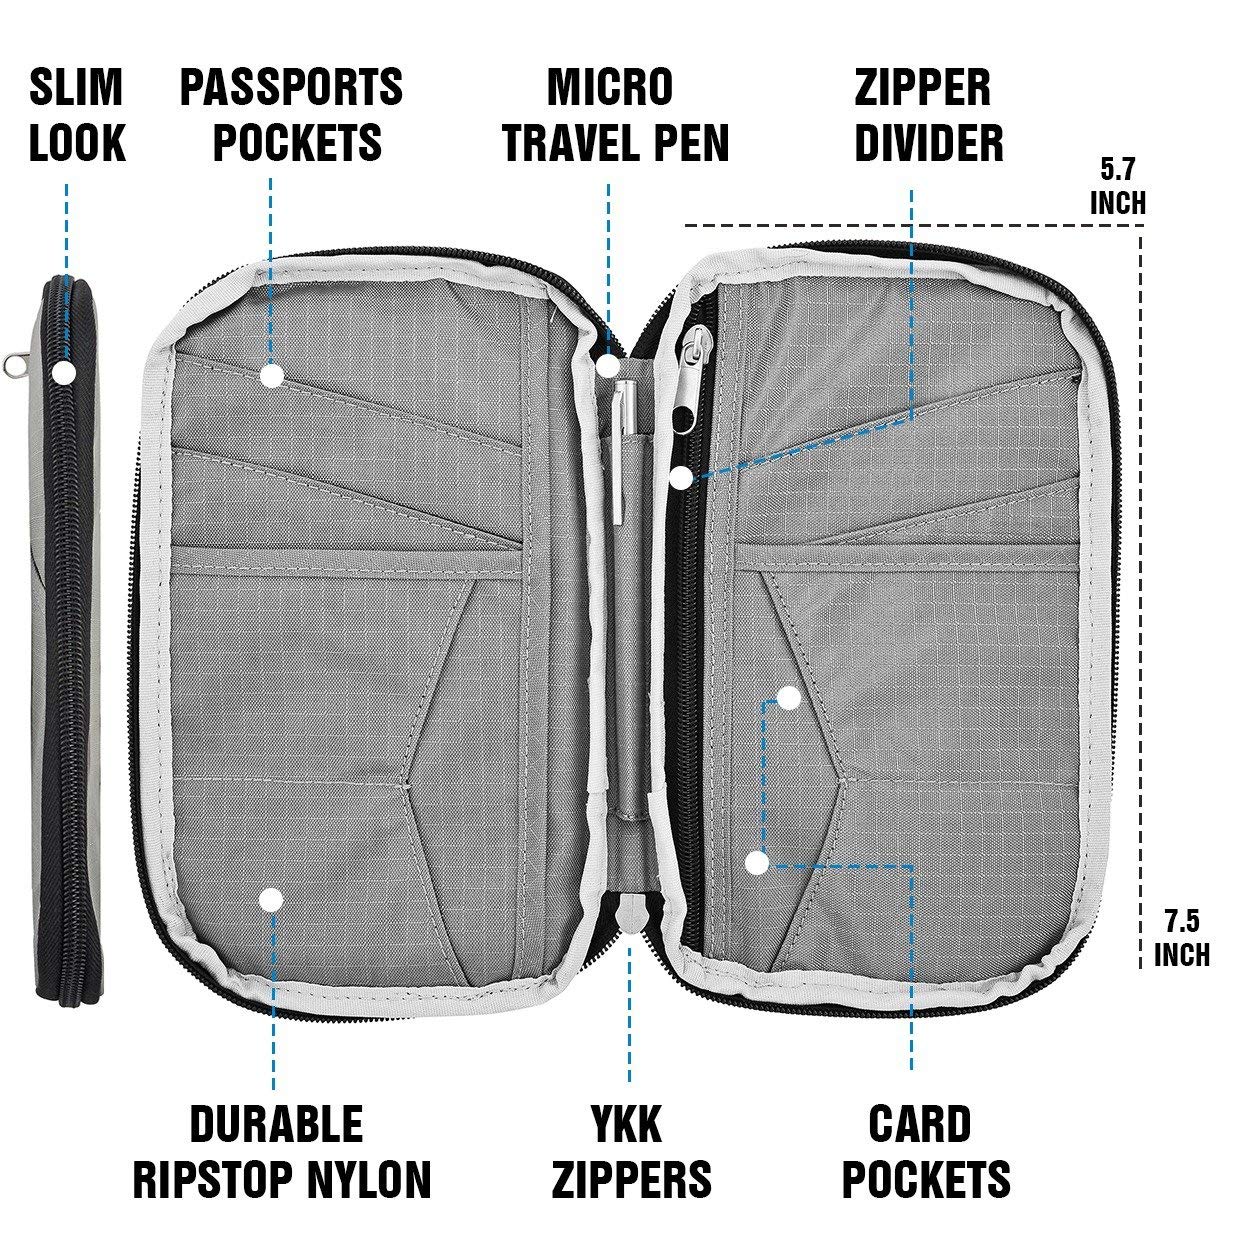 SLIM
LOOK
PASSPORTS
POCKETS
MICRO
TRAVEL PEN
ZIPPER
DIVIDER
5.7
INCH
7.5
INCH
DURABLE
RIPSTOP NYLON
YKK
ZIPPERS
CARD
POCKETS